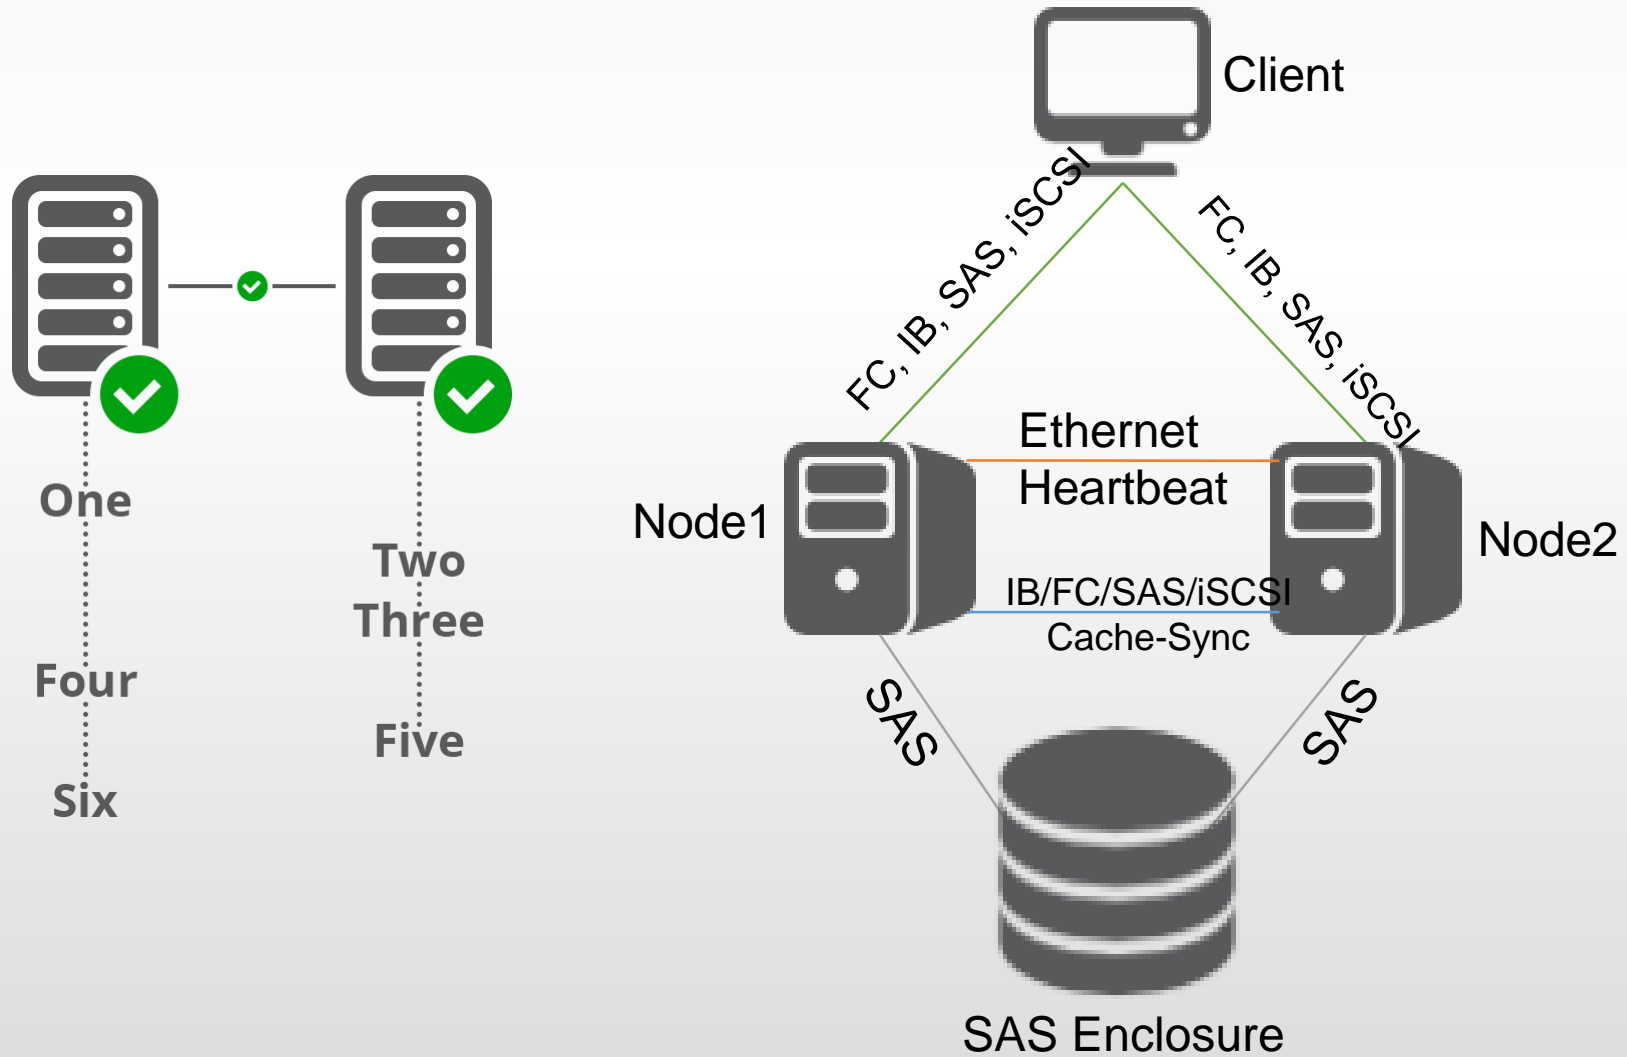 One
Two
Three
Four
Five
Six
Client
FC, IB, SAS, iSCSI
FC, IB, SAS, iSCSI
Ethernet
Heartbeat
Node1
Node2
IB/FC/SAS/iSCSI
Cache-Sync
SAS
SAS
SAS Enclosure